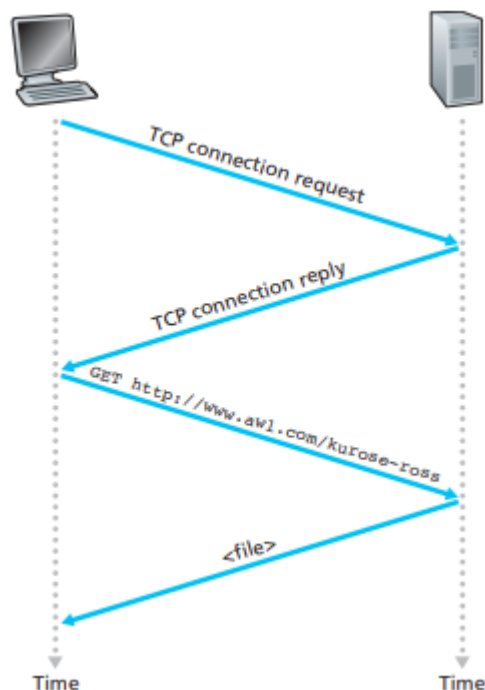 TCP connection request
TCP connection reply
GET http://www.awl.com/kurose-ross
<file>
Time
Time